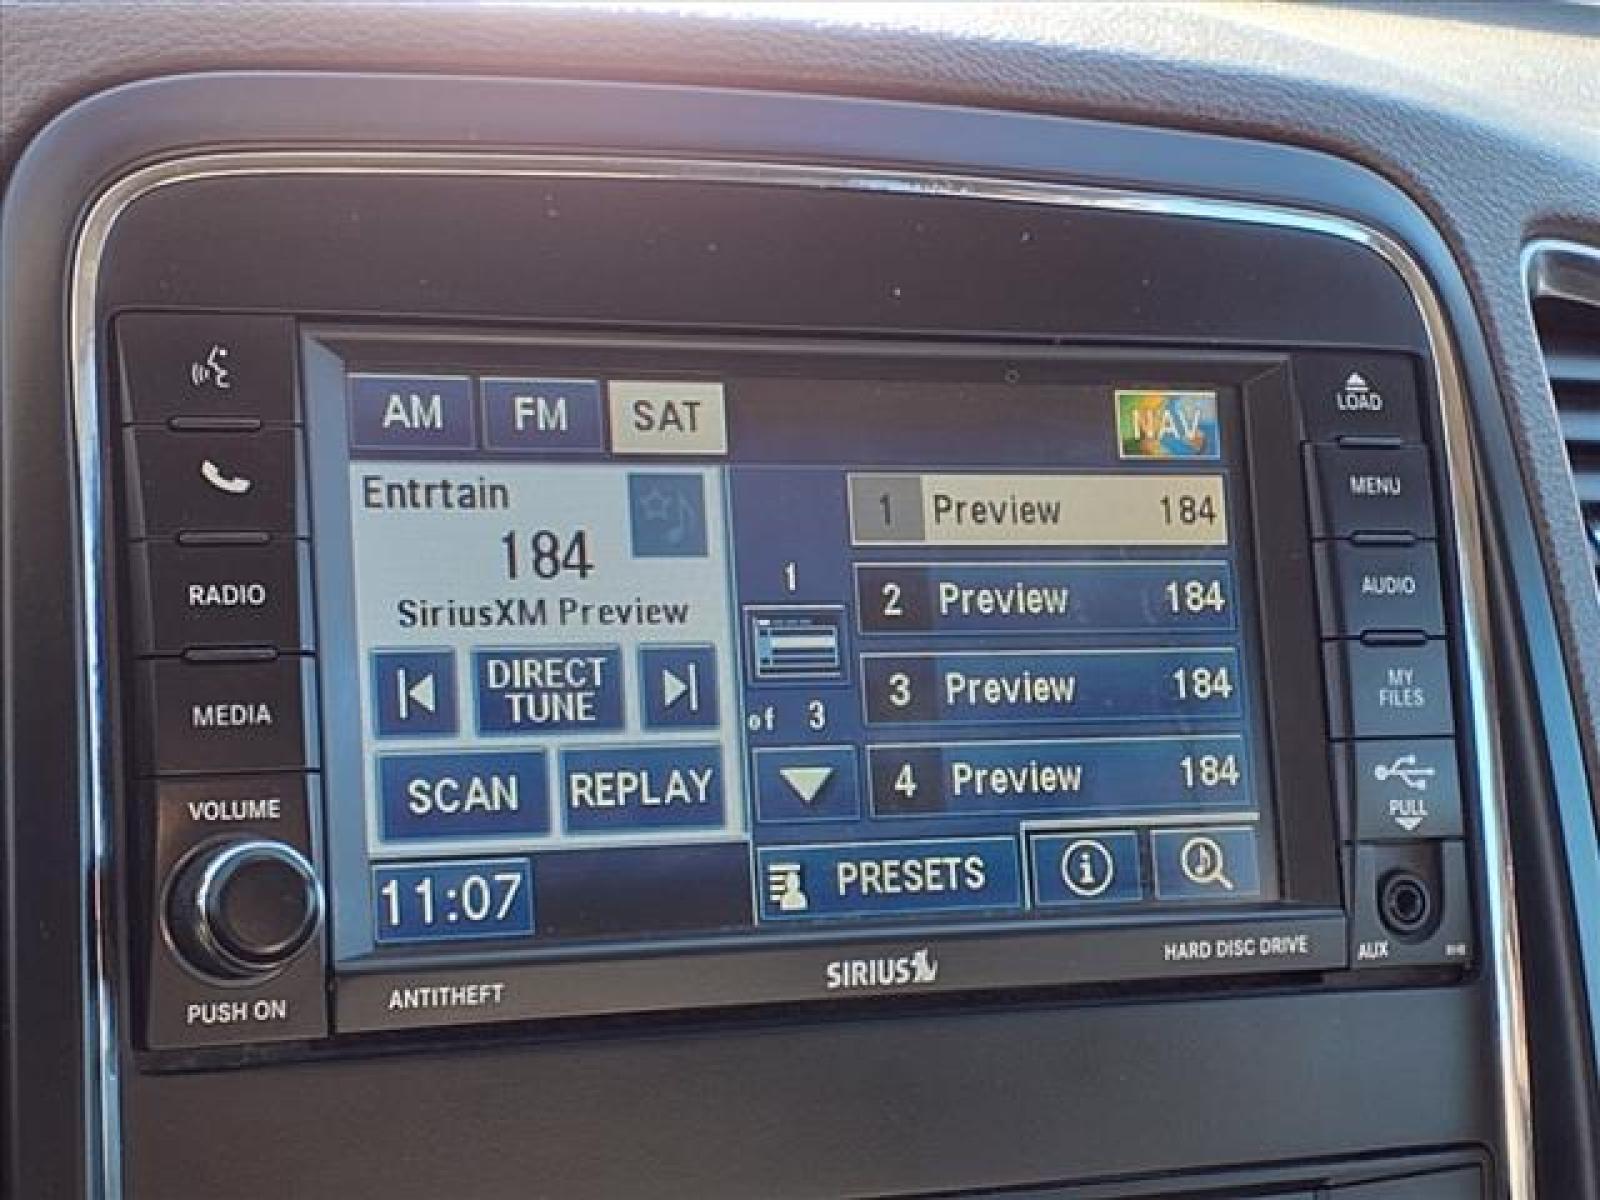 LOAD
AM FM SAT NAV
MENU
Entrtain
184
SiriusXM Preview
1 Preview 184
2 Preview 184
3 Preview 184
4 Preview 184
1
of 3
AUDIO
RADIO
DIRECT
TUNE
MY
FILES
MEDIA
SCAN REPLAY
VOLUME
PULL
11:07
PRESETS
i
PUSH ON
ANTITHEFT
SIRIUS
HARD DISC DRIVE
AUX